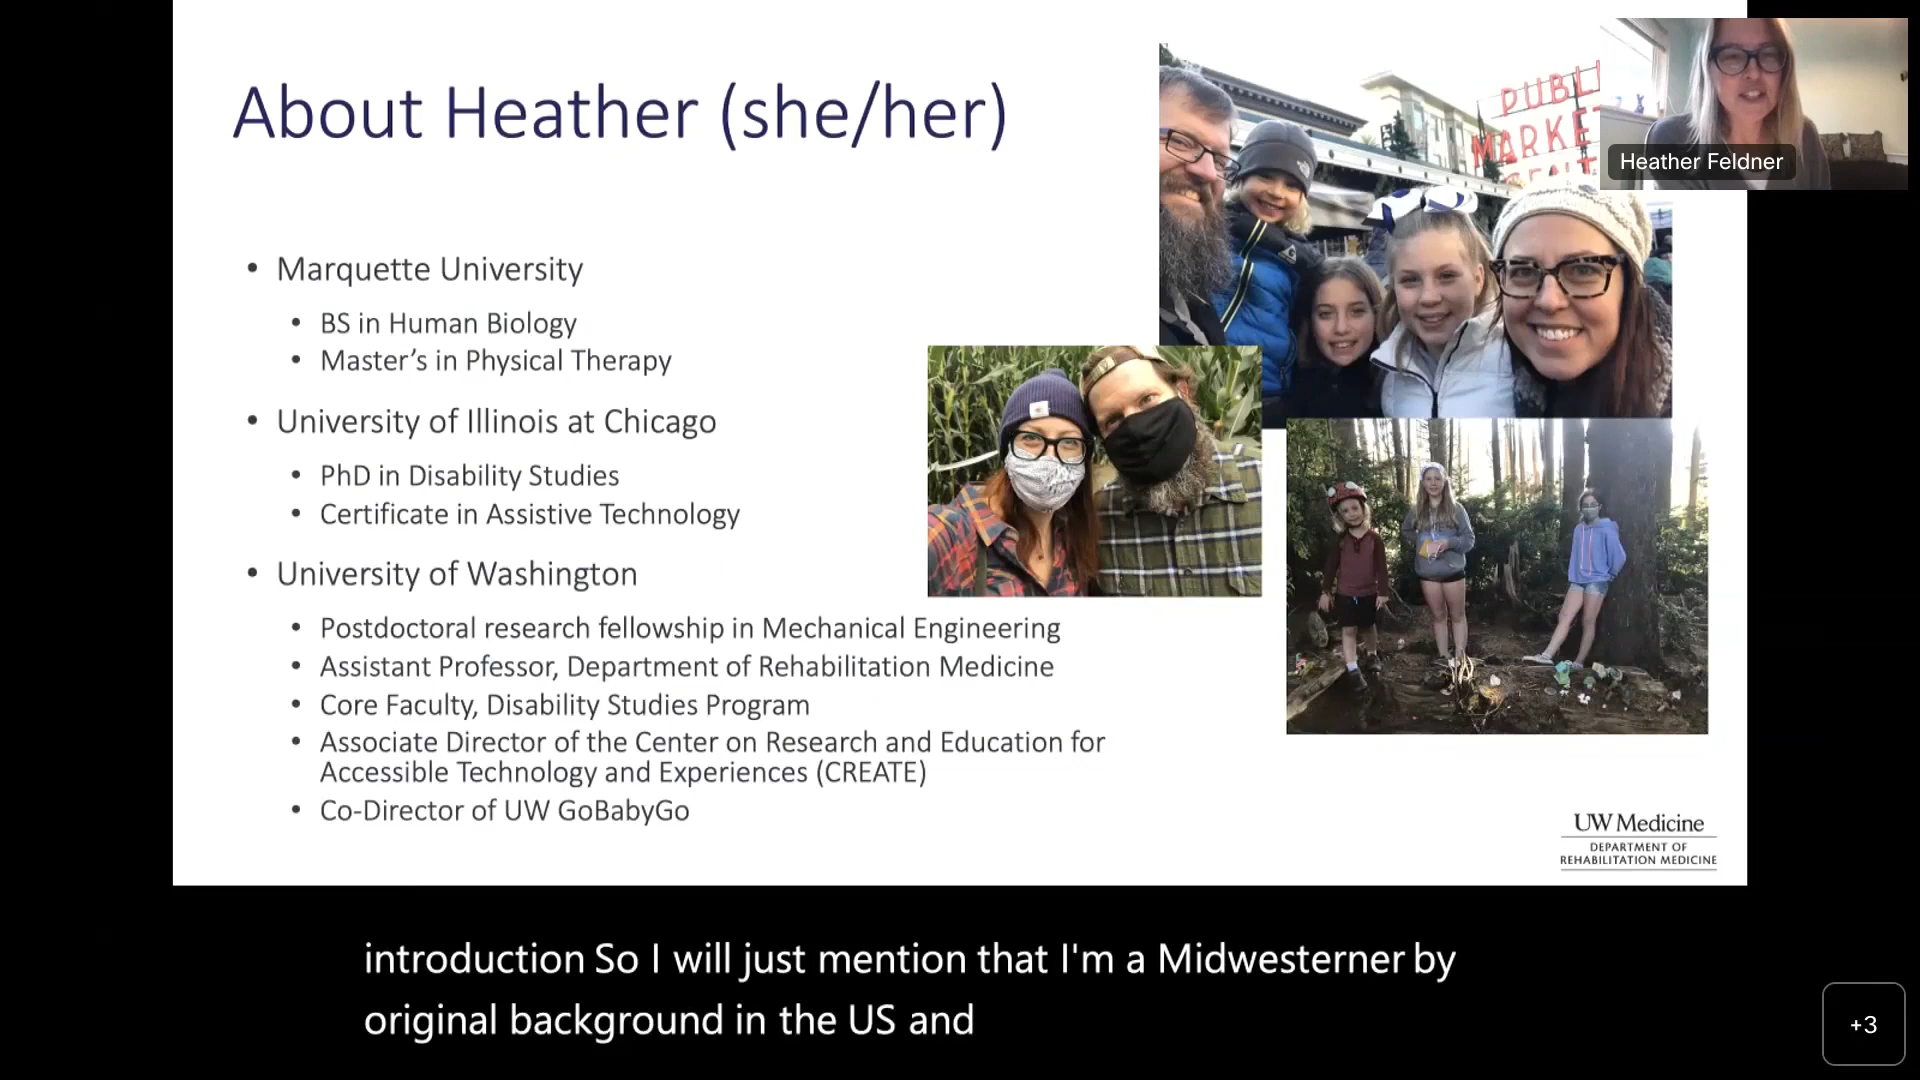 About Heather (she/her)
• Marquette University
• BS in Human Biology
• Master's in Physical Therapy
• University of Illinois at Chicago
• PhD in Disability Studies
• Certificate in Assistive Technology
• University of Washington
• Postdoctoral research fellowship in Mechanical Engineering
• Assistant Professor, Department of Rehabilitation Medicine
• Core Faculty, Disability Studies Program
• Associate Director of the Center on Research and Education for
Accessible Technology and Experiences (CREATE)
• Co-Director of UW GoBabyGo
PUBLI
MARKE
CENT
Heather Feldner
UW Medicine
DEPARTMENT OF
REHABILITATION MEDICINE
introduction So I will just mention that I'm a Midwesterner by
original background in the US and
+3